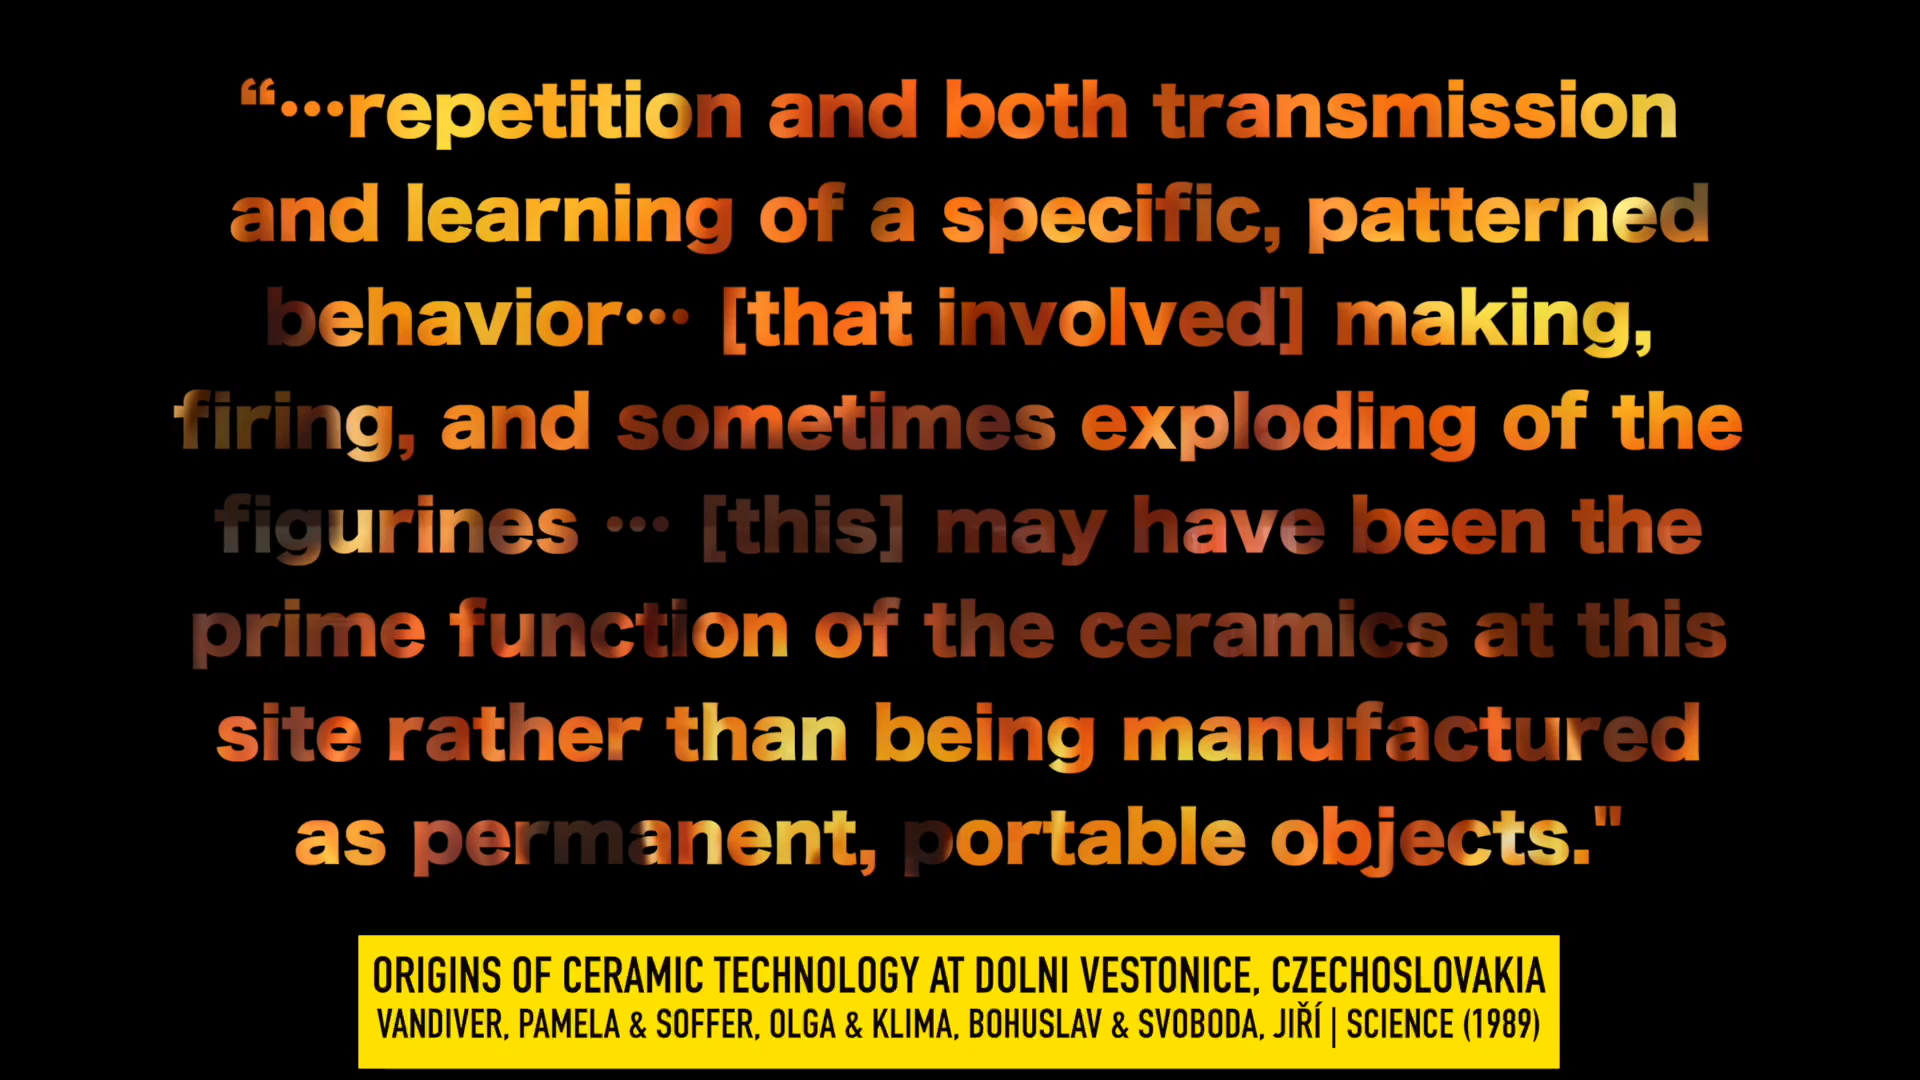 “…repetition and both transmission
and learning of a specific, patterned
behavior… [that involved] making,
firing, and sometimes exploding of the
figurines … [this] may have been the
prime function of the ceramics at this
site rather than being manufactured
as permanent, portable objects."
ORIGINS OF CERAMIC TECHNOLOGY AT DOLNI VESTONICE, CZECHOSLOVAKIA
VANDIVER, PAMELA & SOFFER, OLGA & KLIMA, BOHUSLAV & SVOBODA, JIŘÍ | SCIENCE (1989)